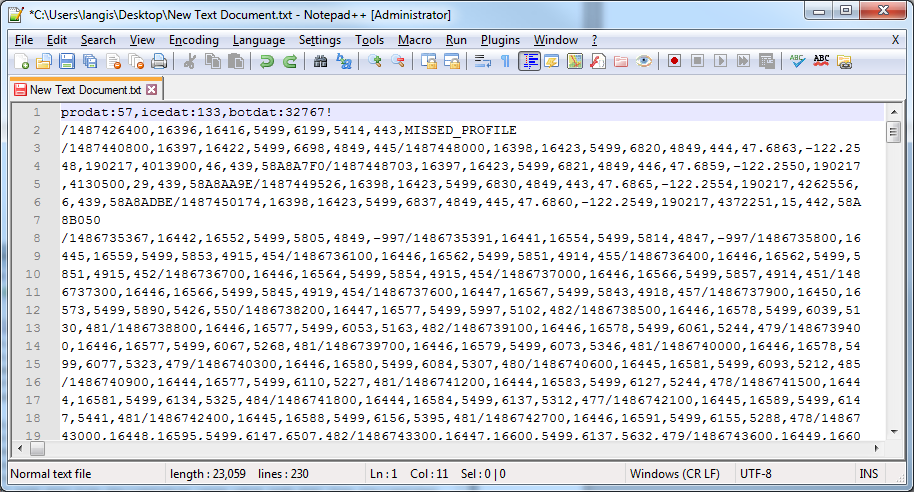 *C:\Users\langis\Desktop\New Text Document.txt - Notepad++ [Administrator]
File Edit Search View Encoding Language Settings Tools Macro Run Plugins Window ? X
New Text Document.txt
1 prodat:57,icedat:133,botdat:32767!
2 /1487426400,16396,16416,5499,6199,5414,443,MISSED_PROFILE
3 /1487440800,16397,16422,5499,6698,4849,445/1487448000,16398,16423,5499,6820,4849,444,47.6863,-122.25
4 48,190217,4013900,46,439,58A8A7F0/1487448703,16397,16423,5499,6821,4849,446,47.6859,-122.2550,190217
5 ,4130500,29,439,58A8AA9E/1487449526,16398,16423,5499,6830,4849,443,47.6865,-122.2554,190217,4262556,
6 6,439,58A8ADBE/1487450174,16398,16423,5499,6837,4849,445,47.6860,-122.2549,190217,4372251,15,442,58A
7 8B050
8 /1486735367,16442,16552,5499,5805,4849,-997/1486735391,16441,16554,5499,5814,4847,-997/1486735800,16
9 445,16559,5499,5853,4915,454/1486736100,16446,16562,5499,5851,4914,455/1486736400,16446,16562,5499,5
10 851,4915,452/1486736700,16446,16564,5499,5854,4915,454/1486737000,16446,16566,5499,5857,4914,451/148
11 6737300,16446,16566,5499,5845,4919,454/1486737600,16447,16567,5499,5843,4918,457/1486737900,16450,16
12 573,5499,5890,5426,550/1486738200,16447,16577,5499,5997,5102,482/1486738500,16446,16578,5499,6039,51
13 30,481/1486738800,16446,16577,5499,6053,5163,482/1486739100,16446,16578,5499,6061,5244,479/148673940
14 0,16446,16577,5499,6067,5268,481/1486739700,16446,16579,5499,6073,5346,481/1486740000,16446,16578,54
15 99,6077,5323,479/1486740300,16446,16580,5499,6084,5307,480/1486740600,16445,16581,5499,6093,5212,485
16 /1486740900,16444,16577,5499,6110,5227,481/1486741200,16444,16583,5499,6127,5244,478/1486741500,1644
17 4,16581,5499,6134,5325,484/1486741800,16444,16584,5499,6137,5312,477/1486742100,16445,16589,5499,614
18 7,5441,481/1486742400,16445,16588,5499,6156,5395,481/1486742700,16446,16591,5499,6155,5288,478/14867
19 43000,16448,16595,5499,6147,6507,482/1486743300,16447,16600,5499,6137,5632,479/1486743600,16449,1660
Normal text file length : 23,059 lines : 230 Ln : 1 Col : 11 Sel : 0 | 0 Windows (CR LF) UTF-8 INS